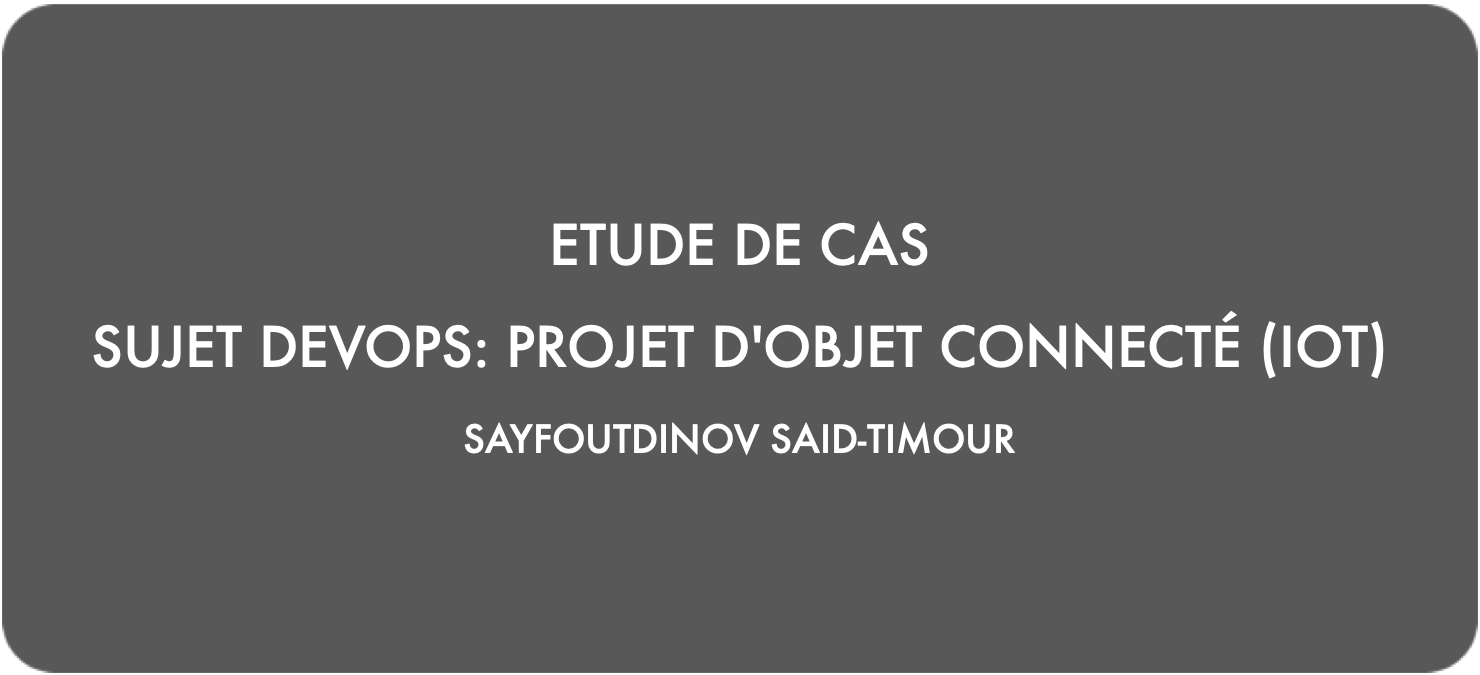 ETUDE DE CAS
SUJET DEVOPS: PROJET D'OBJET CONNECTÉ (IOT)
SAYFOUTDINOV SAID-TIMOUR